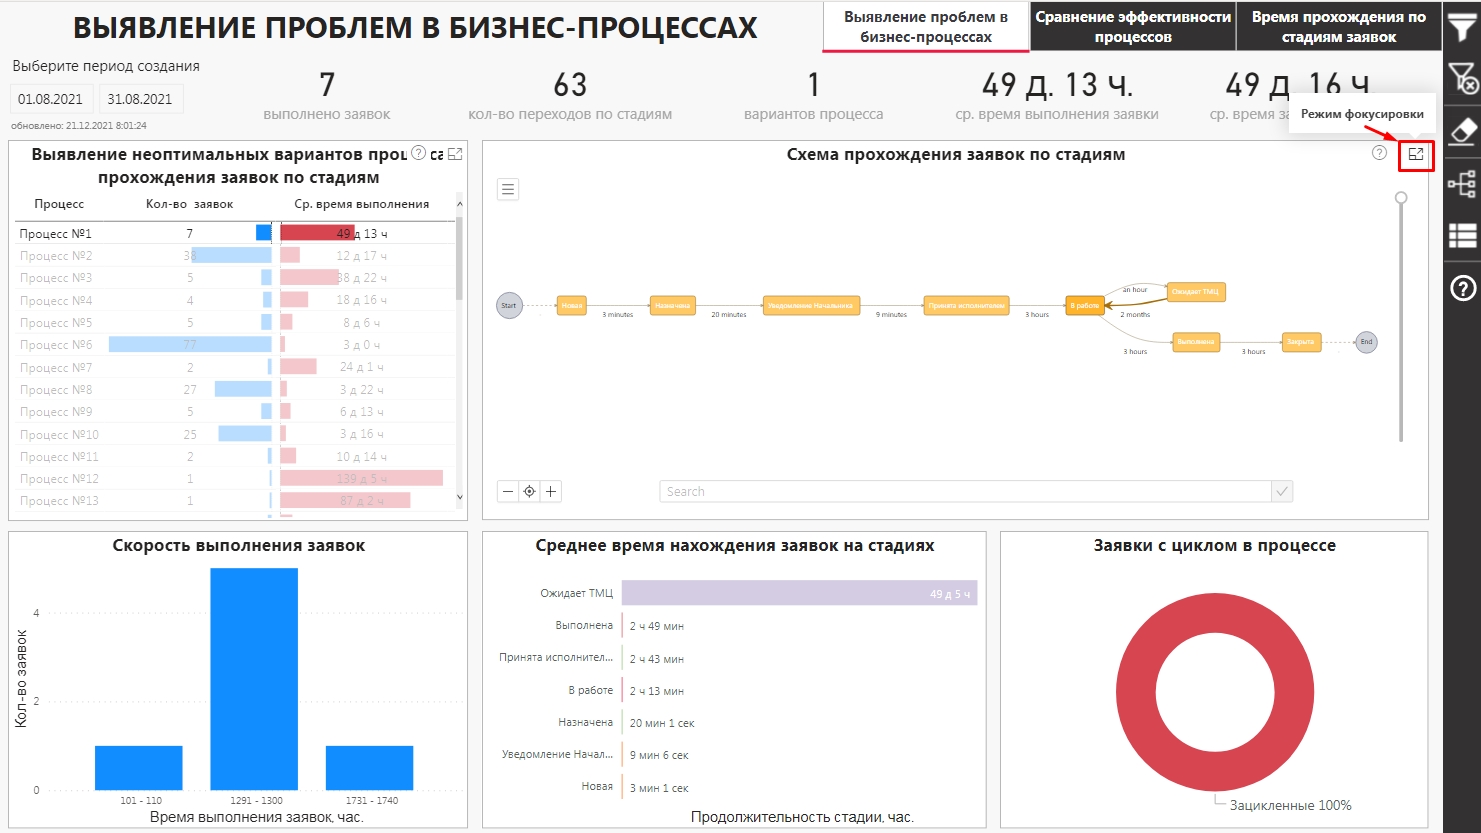 ВЫЯВЛЕНИЕ ПРОБЛЕМ В БИЗНЕС-ПРОЦЕССАХ
Выявление проблем в
бизнес-процессах
Сравнение эффективности
процессов
Время прохождения по
стадиям заявок
Выберите период создания
01.08.2021
31.08.2021
обновлено: 21.12.2021 8:01:24
7
выполнено заявок
63
кол-во переходов по стадиям
1
вариантов процесса
49 д. 13 ч.
ср. время выполнения заявки
49 д. 16 ч
ср. время
Режим фокусировки
Выявление неоптимальных вариантов
прохождения заявок по стадиям
Процесс Кол-во заявок Ср. время выполнения
Процесс №1 7 49 д 13 ч
Процесс №2 38 12 д 17 ч
Процесс №3 5 38 д 22 ч
Процесс №4 4 18 д 16 ч
Процесс №5 5 8 д 6 ч
Процесс №6 77 3 д 0 ч
Процесс №7 2 24 д 1 ч
Процесс №8 27 3 д 22 ч
Процесс №9 5 6 д 13 ч
Процесс №10 25 3 д 16 ч
Процесс №11 2 10 д 14 ч
Процесс №12 1 139 д 5 ч
Процесс №13 1 87 д 2 ч
Схема прохождения заявок по стадиям
Start
Новая
3 minutes
Назначена
20 minutes
Уведомление Начальника
9 minutes
Принята исполнителем
3 hours
В работе
an hour
Ожидает ТМЦ
2 months
3 hours
Выполнена
3 hours
Закрыта
End
Search
Скорость выполнения заявок
Кол-во заявок
4
2
0
101 - 110
1291 - 1300
1731 - 1740
Время выполнения заявок, час.
Среднее время нахождения заявок на стадиях
Ожидает ТМЦ 49 д 5 ч
Выполнена 2 ч 49 мин
Принята исполнител... 2 ч 43 мин
В работе 2 ч 13 мин
Назначена 20 мин 1 сек
Уведомление Начал... 9 мин 6 сек
Новая 3 мин 1 сек
Продолжительность стадии, час.
Заявки с циклом в процессе
Зацикленные 100%